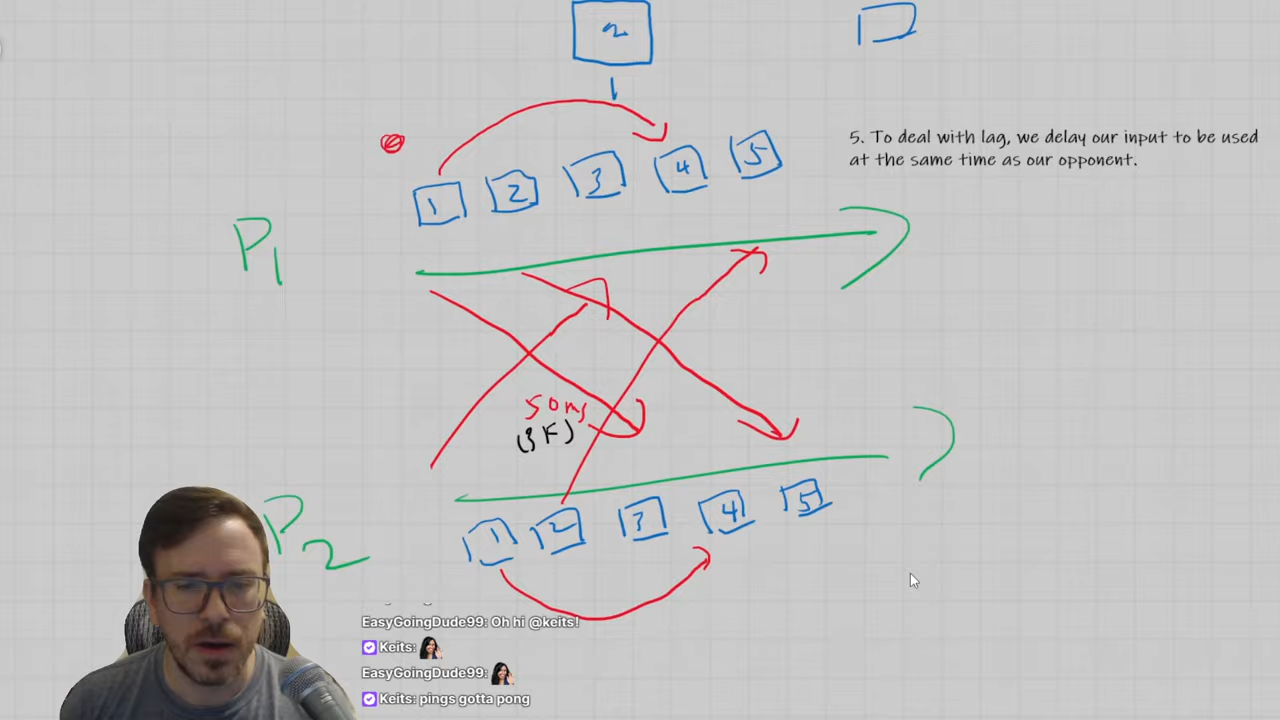 2
1 2 3 4 5
5. To deal with lag, we delay our input to be used
at the same time as our opponent.
P1
50ms
(3F)
P2
1 2 3 4 5
EasyGoingDude99: Oh hi @keits!
Keits:
EasyGoingDude99:
Keits: pings gotta pong